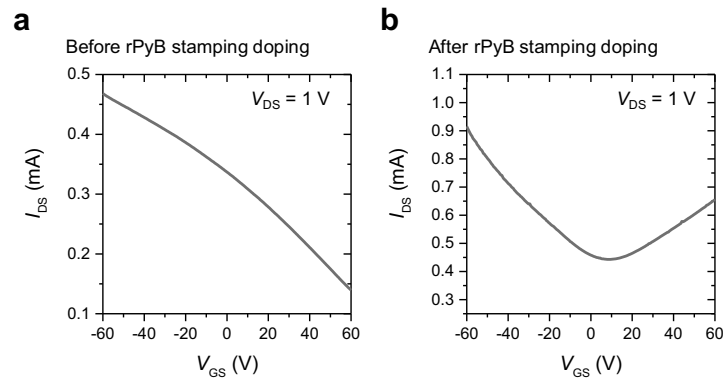 a
Before rPyB stamping doping
V_DS = 1 V
0.5
0.4
0.3
0.2
0.1
I_DS (mA)
-60 -40 -20 0 20 40 60
V_GS (V)
b
After rPyB stamping doping
V_DS = 1 V
1.1
1.0
0.9
0.8
0.7
0.6
0.5
0.4
0.3
I_DS (mA)
-60 -40 -20 0 20 40 60
V_GS (V)